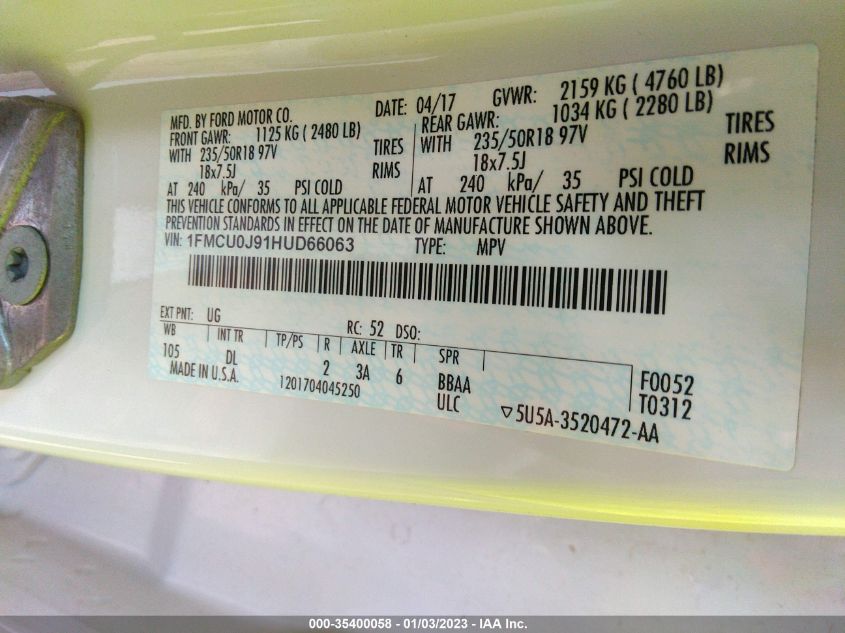 MFD. BY FORD MOTOR CO. DATE: 04/17 GVWR: 2159 KG ( 4760 LB)
FRONT GAWR: 1125 KG ( 2480 LB) REAR GAWR: 1034 KG ( 2280 LB)
WITH 235/50R18 97V TIRES WITH 235/50R18 97V TIRES
18x7.5J RIMS 18x7.5J RIMS
AT 240 kPa/ 35 PSI COLD AT 240 kPa/ 35 PSI COLD
THIS VEHICLE CONFORMS TO ALL APPLICABLE FEDERAL MOTOR VEHICLE SAFETY AND THEFT
PREVENTION STANDARDS IN EFFECT ON THE DATE OF MANUFACTURE SHOWN ABOVE.
VIN: 1FMCU0J91HUD66063 TYPE: MPV
EXT PNT: UG RC: 52 DSO:
WB INT TR TP/PS R AXLE TR SPR
105 DL 2 3A 6 BBAA F0052
MADE IN U.S.A. 1201704045250 ULC T0312
▽5U5A-3520472-AA
000-35400058 - 01/03/2023 - IAA Inc.